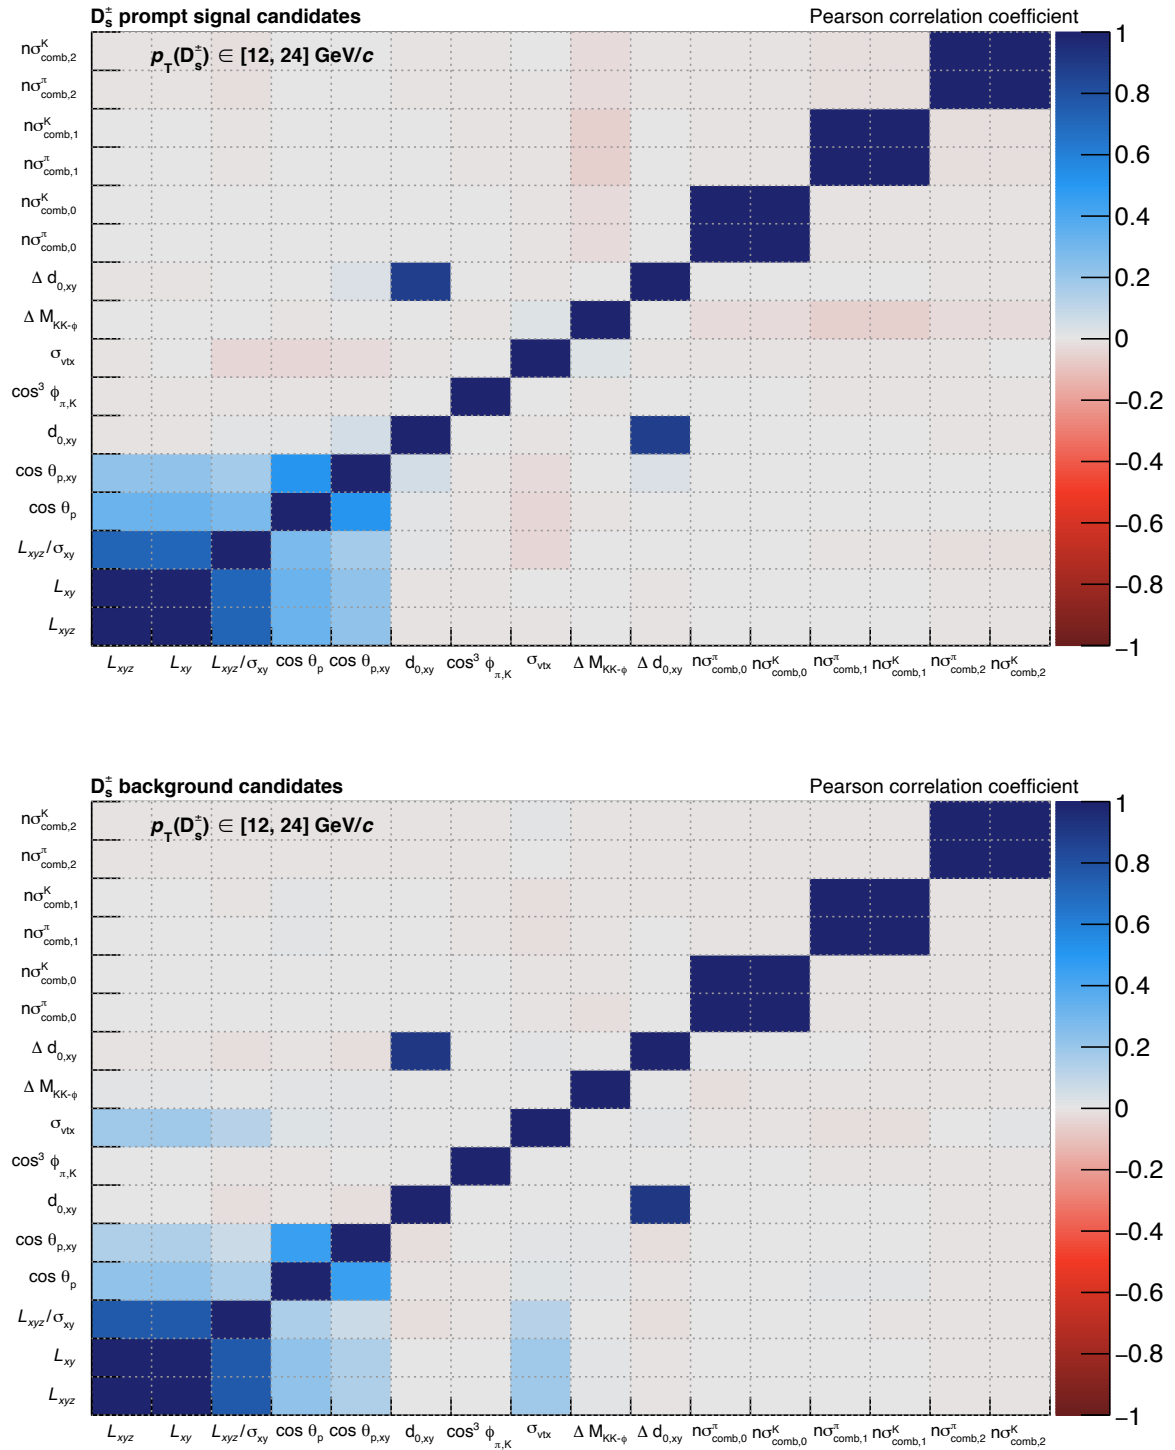 D_s^± prompt signal candidates Pearson correlation coefficient
p_T(D_s^±) ∈ [12, 24] GeV/c
nσ^K_comb,2
nσ^π_comb,2
nσ^K_comb,1
nσ^π_comb,1
nσ^K_comb,0
nσ^π_comb,0
Δ d_0,xy
Δ M_KK-ϕ
σ_vtx
cos³ ϕ_π,K
d_0,xy
cos θ_p,xy
cos θ_p
L_xyz/σ_xy
L_xy
L_xyz
1
0.8
0.6
0.4
0.2
0
−0.2
−0.4
−0.6
−0.8
−1
L_xyz L_xy L_xyz/σ_xy cos θ_p cos θ_p,xy d_0,xy cos³ ϕ_π,K σ_vtx Δ M_KK-ϕ Δ d_0,xy nσ^π_comb,0 nσ^K_comb,0 nσ^π_comb,1 nσ^K_comb,1 nσ^π_comb,2 nσ^K_comb,2
D_s^± background candidates Pearson correlation coefficient
p_T(D_s^±) ∈ [12, 24] GeV/c
nσ^K_comb,2
nσ^π_comb,2
nσ^K_comb,1
nσ^π_comb,1
nσ^K_comb,0
nσ^π_comb,0
Δ d_0,xy
Δ M_KK-ϕ
σ_vtx
cos³ ϕ_π,K
d_0,xy
cos θ_p,xy
cos θ_p
L_xyz/σ_xy
L_xy
L_xyz
1
0.8
0.6
0.4
0.2
0
−0.2
−0.4
−0.6
−0.8
−1
L_xyz L_xy L_xyz/σ_xy cos θ_p cos θ_p,xy d_0,xy cos³ ϕ_π,K σ_vtx Δ M_KK-ϕ Δ d_0,xy nσ^π_comb,0 nσ^K_comb,0 nσ^π_comb,1 nσ^K_comb,1 nσ^π_comb,2 nσ^K_comb,2